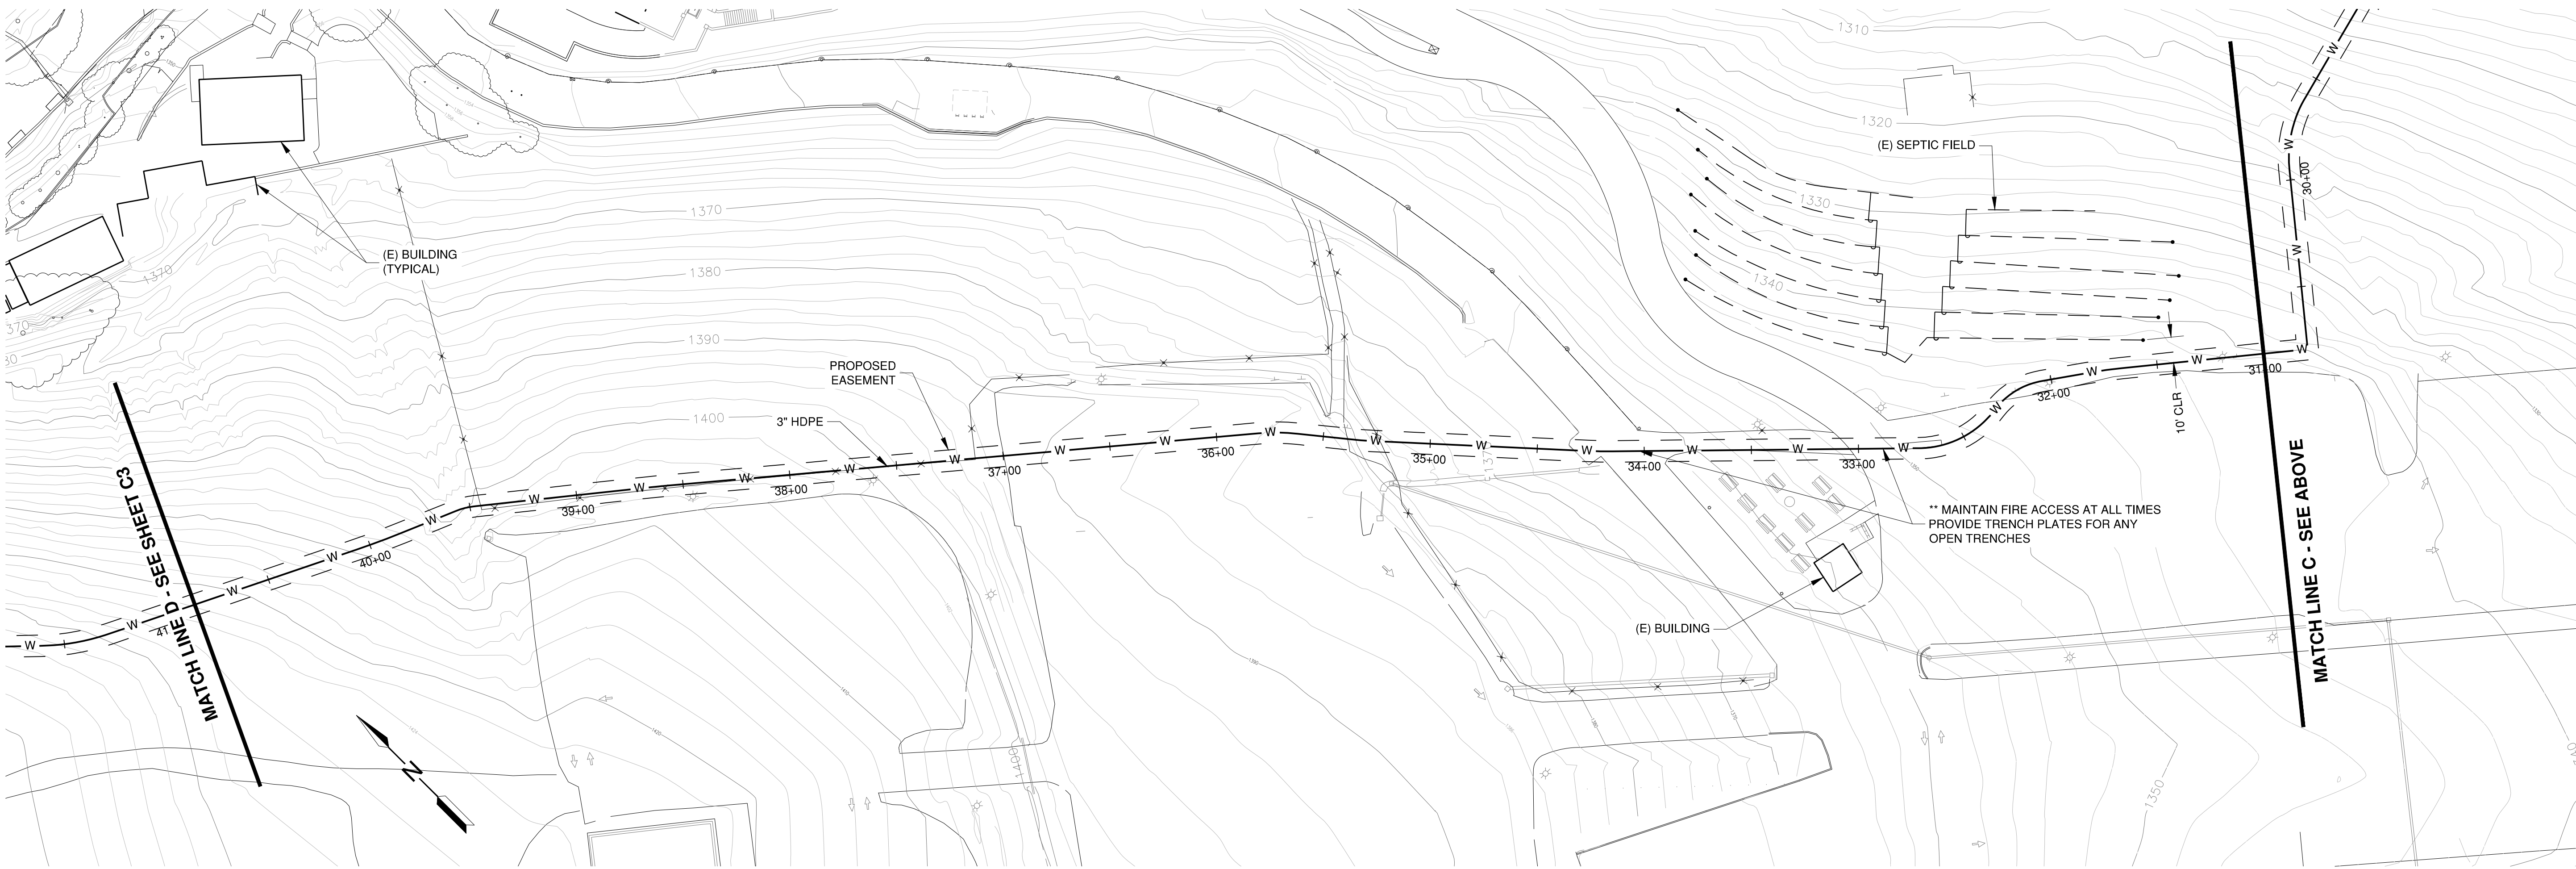 1310
1320
(E) SEPTIC FIELD
1330
1340
30+00
1370
(E) BUILDING
(TYPICAL)
1370
1380
370
1390
PROPOSED
EASEMENT
3" HDPE
1400
10' CLR
31+00
32+00
33+00
34+00
35+00
36+00
37+00
38+00
39+00
40+00
41
W W W W W W W W W W W W W W W W W W W W W W W W W W W
** MAINTAIN FIRE ACCESS AT ALL TIMES
PROVIDE TRENCH PLATES FOR ANY
OPEN TRENCHES
(E) BUILDING
MATCH LINE D - SEE SHEET C3
MATCH LINE C - SEE ABOVE
N
1400
1350